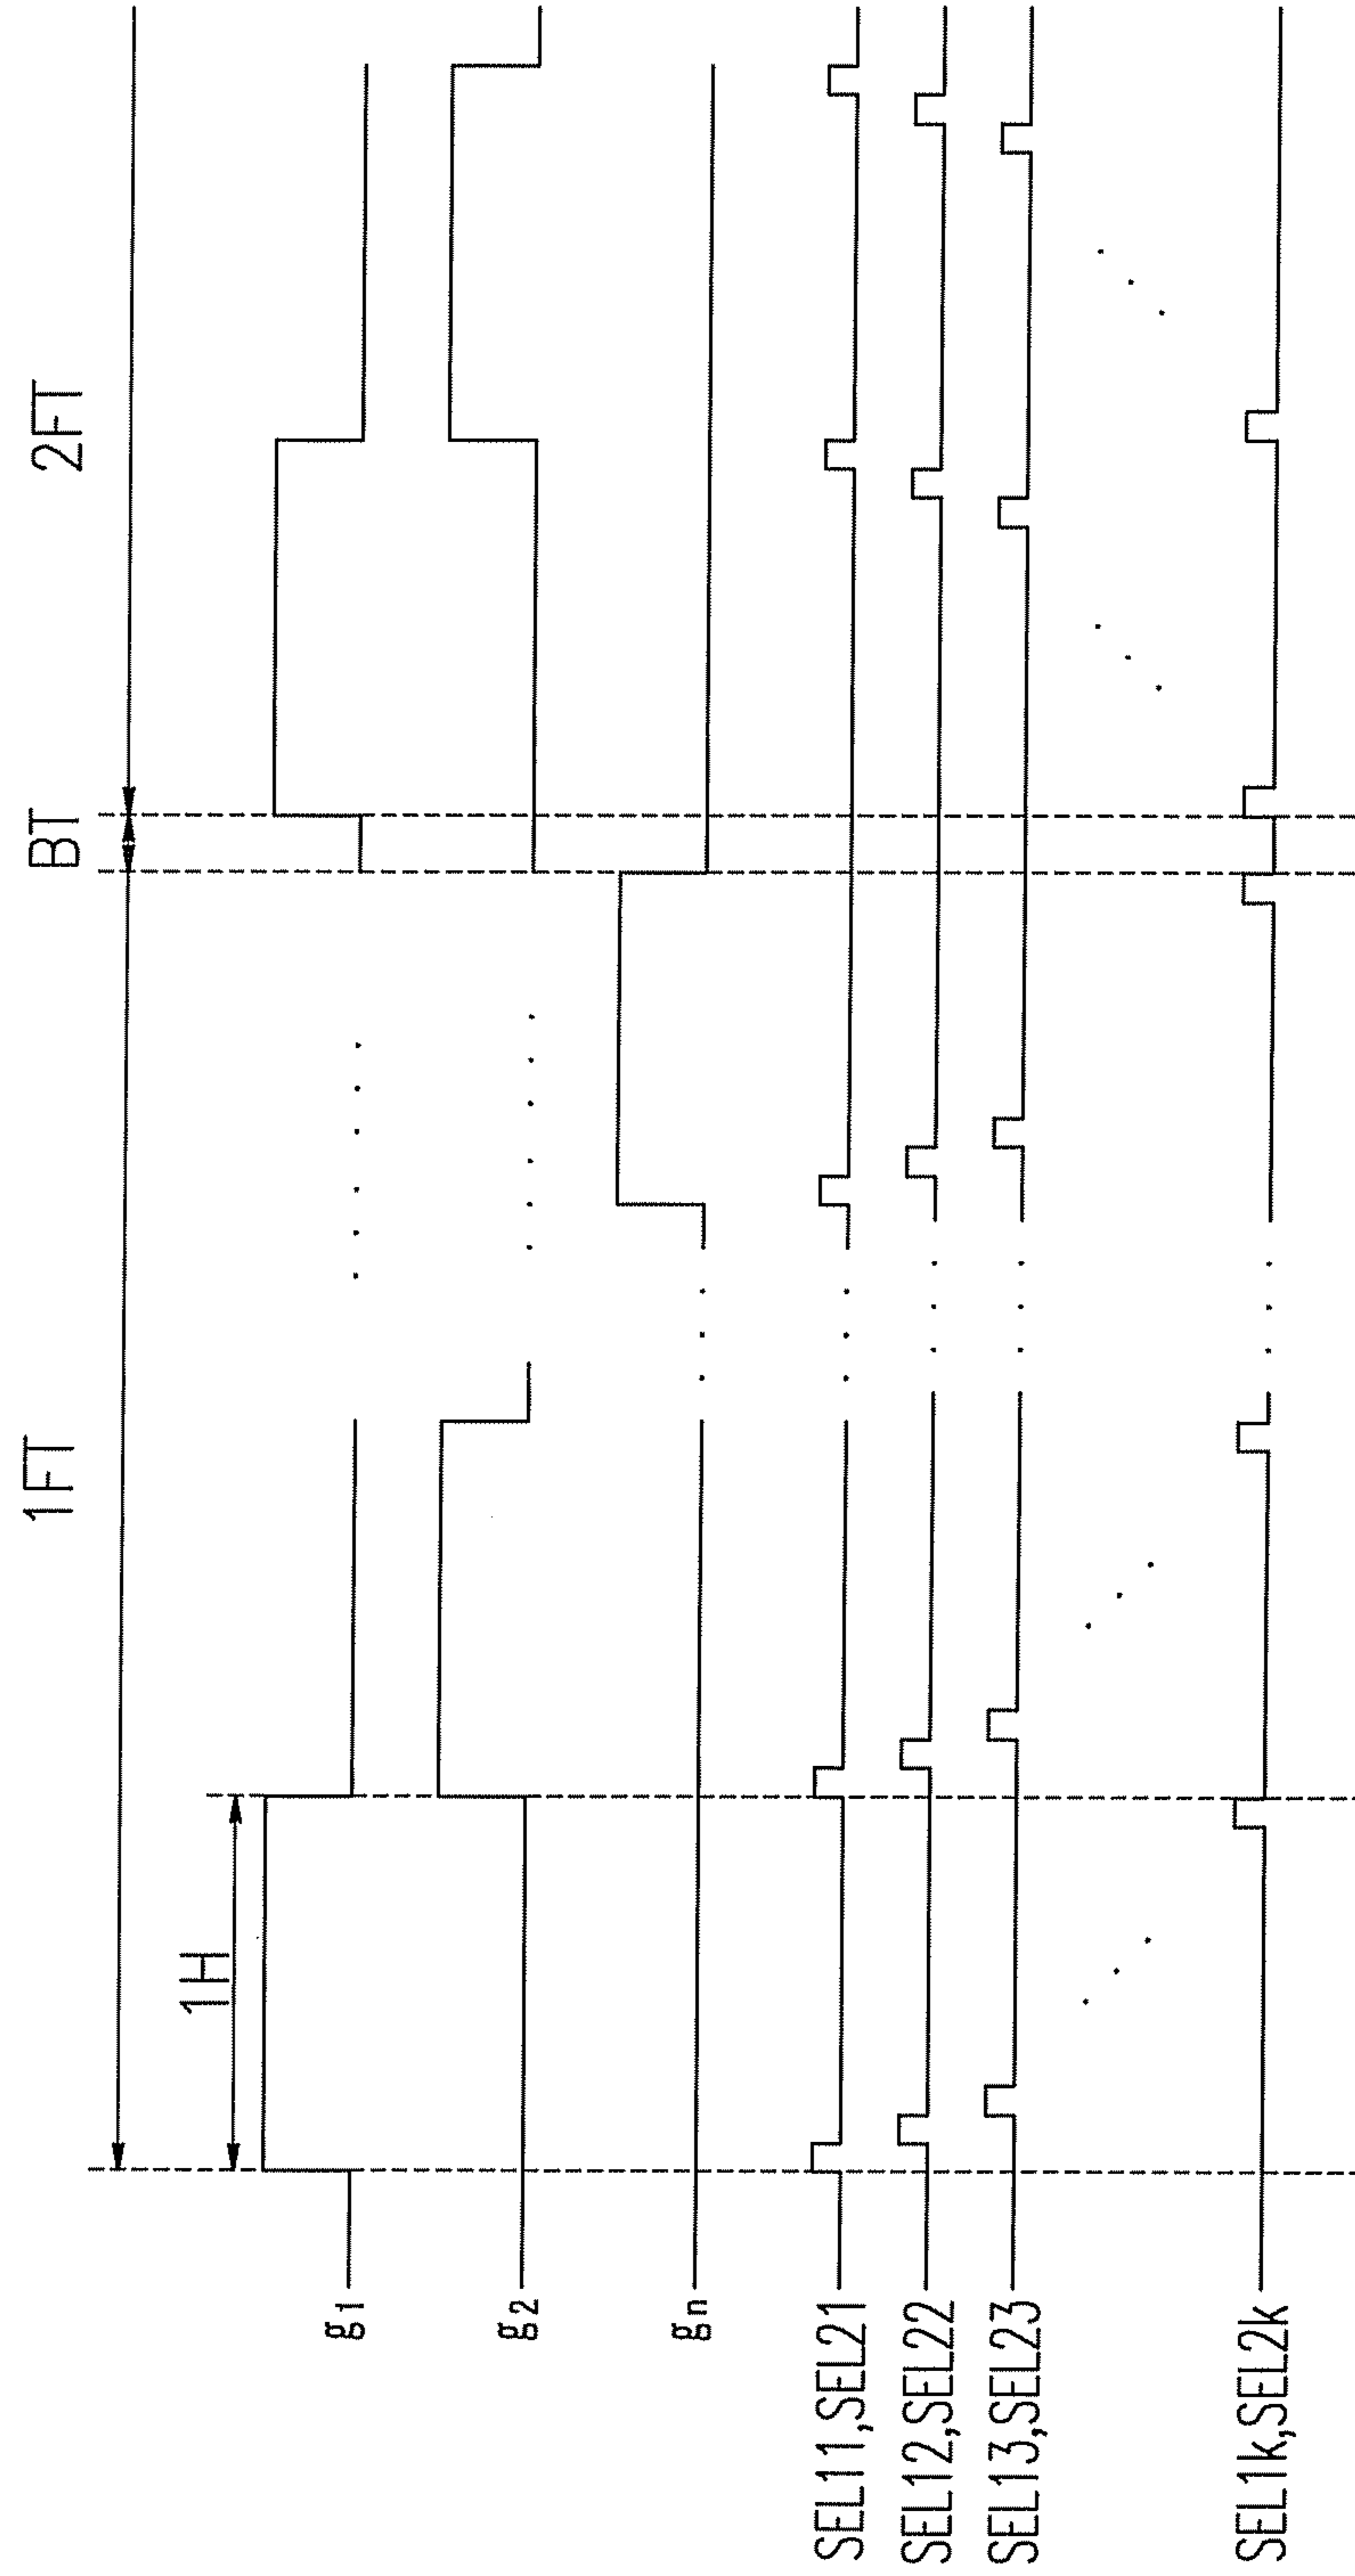 1FT
BT
2FT
1H
g1
g2
gn
SEL11,SEL21
SEL12,SEL22
SEL13,SEL23
SEL1k,SEL2k